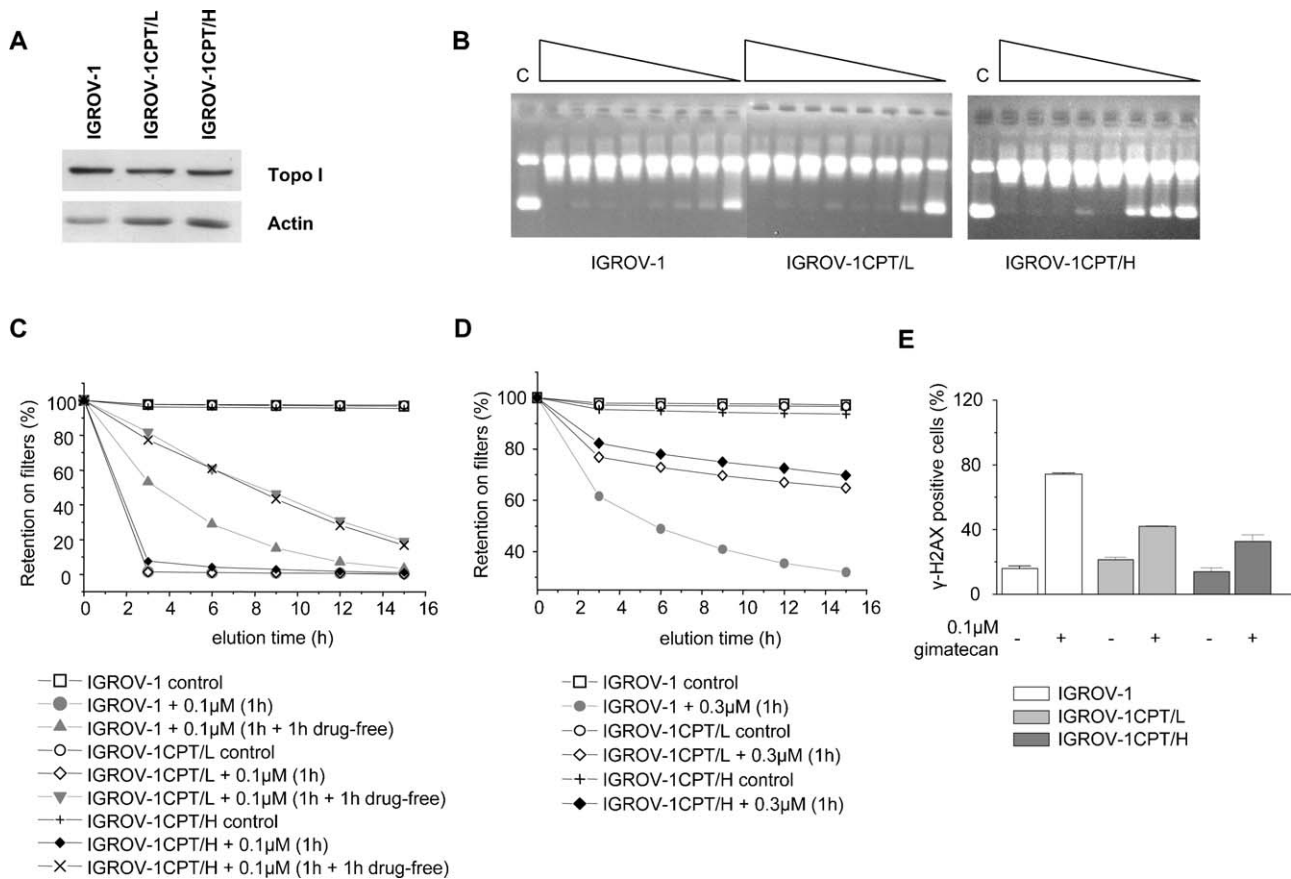 A
IGROV-1
IGROV-1CPT/L
IGROV-1CPT/H
Topo I
Actin
B
C
C
IGROV-1
IGROV-1CPT/L
IGROV-1CPT/H
C
Retention on filters (%)
100
80
60
40
20
0
0 2 4 6 8 10 12 14 16
elution time (h)
IGROV-1 control
IGROV-1 + 0.1µM (1h)
IGROV-1 + 0.1µM (1h + 1h drug-free)
IGROV-1CPT/L control
IGROV-1CPT/L + 0.1µM (1h)
IGROV-1CPT/L + 0.1µM (1h + 1h drug-free)
IGROV-1CPT/H control
IGROV-1CPT/H + 0.1µM (1h)
IGROV-1CPT/H + 0.1µM (1h + 1h drug-free)
D
Retention on filters (%)
100
80
60
40
0 2 4 6 8 10 12 14 16
elution time (h)
IGROV-1 control
IGROV-1 + 0.3µM (1h)
IGROV-1CPT/L control
IGROV-1CPT/L + 0.3µM (1h)
IGROV-1CPT/H control
IGROV-1CPT/H + 0.3µM (1h)
E
γ-H2AX positive cells (%)
120
80
40
0
0.1µM
gimatecan
- + - + - +
IGROV-1
IGROV-1CPT/L
IGROV-1CPT/H